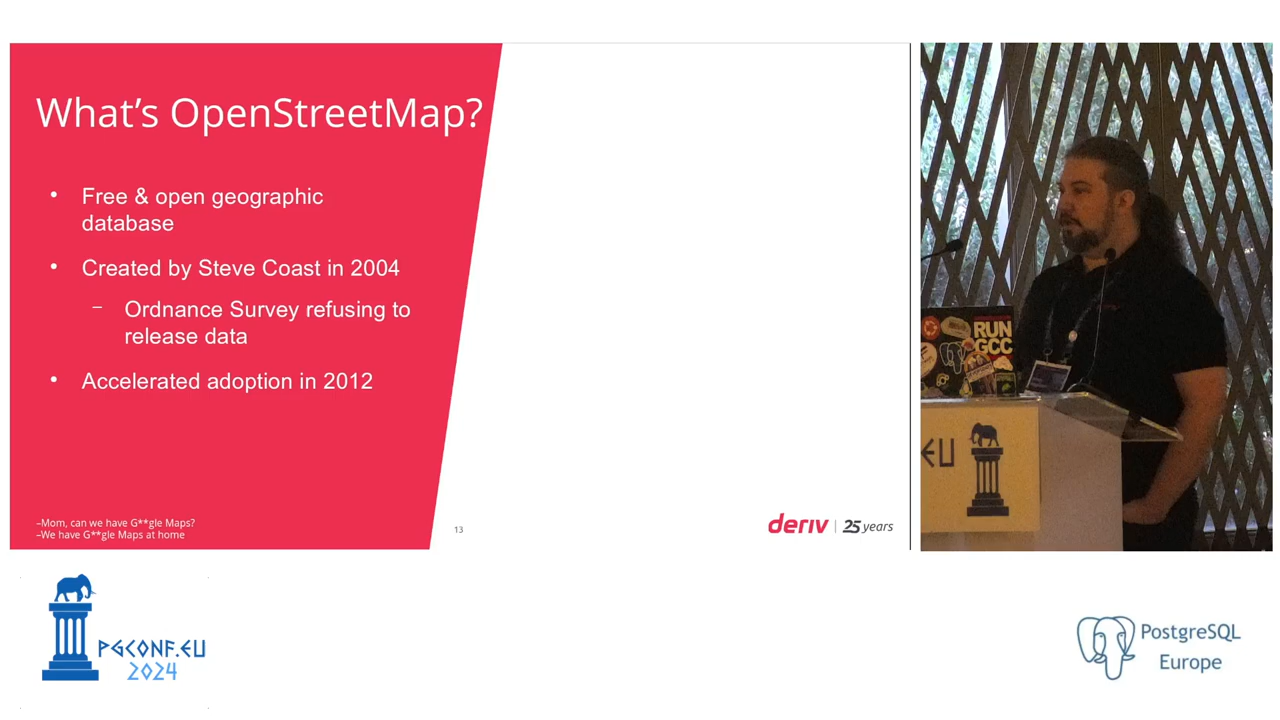 What's OpenStreetMap?
• Free & open geographic
database
• Created by Steve Coast in 2004
– Ordnance Survey refusing to
release data
• Accelerated adoption in 2012
–Mom, can we have G**gle Maps?
–We have G**gle Maps at home
13
deriv | 25 years
RUN
GCC
EU
PGCONF.EU
2024
PostgreSQL
Europe